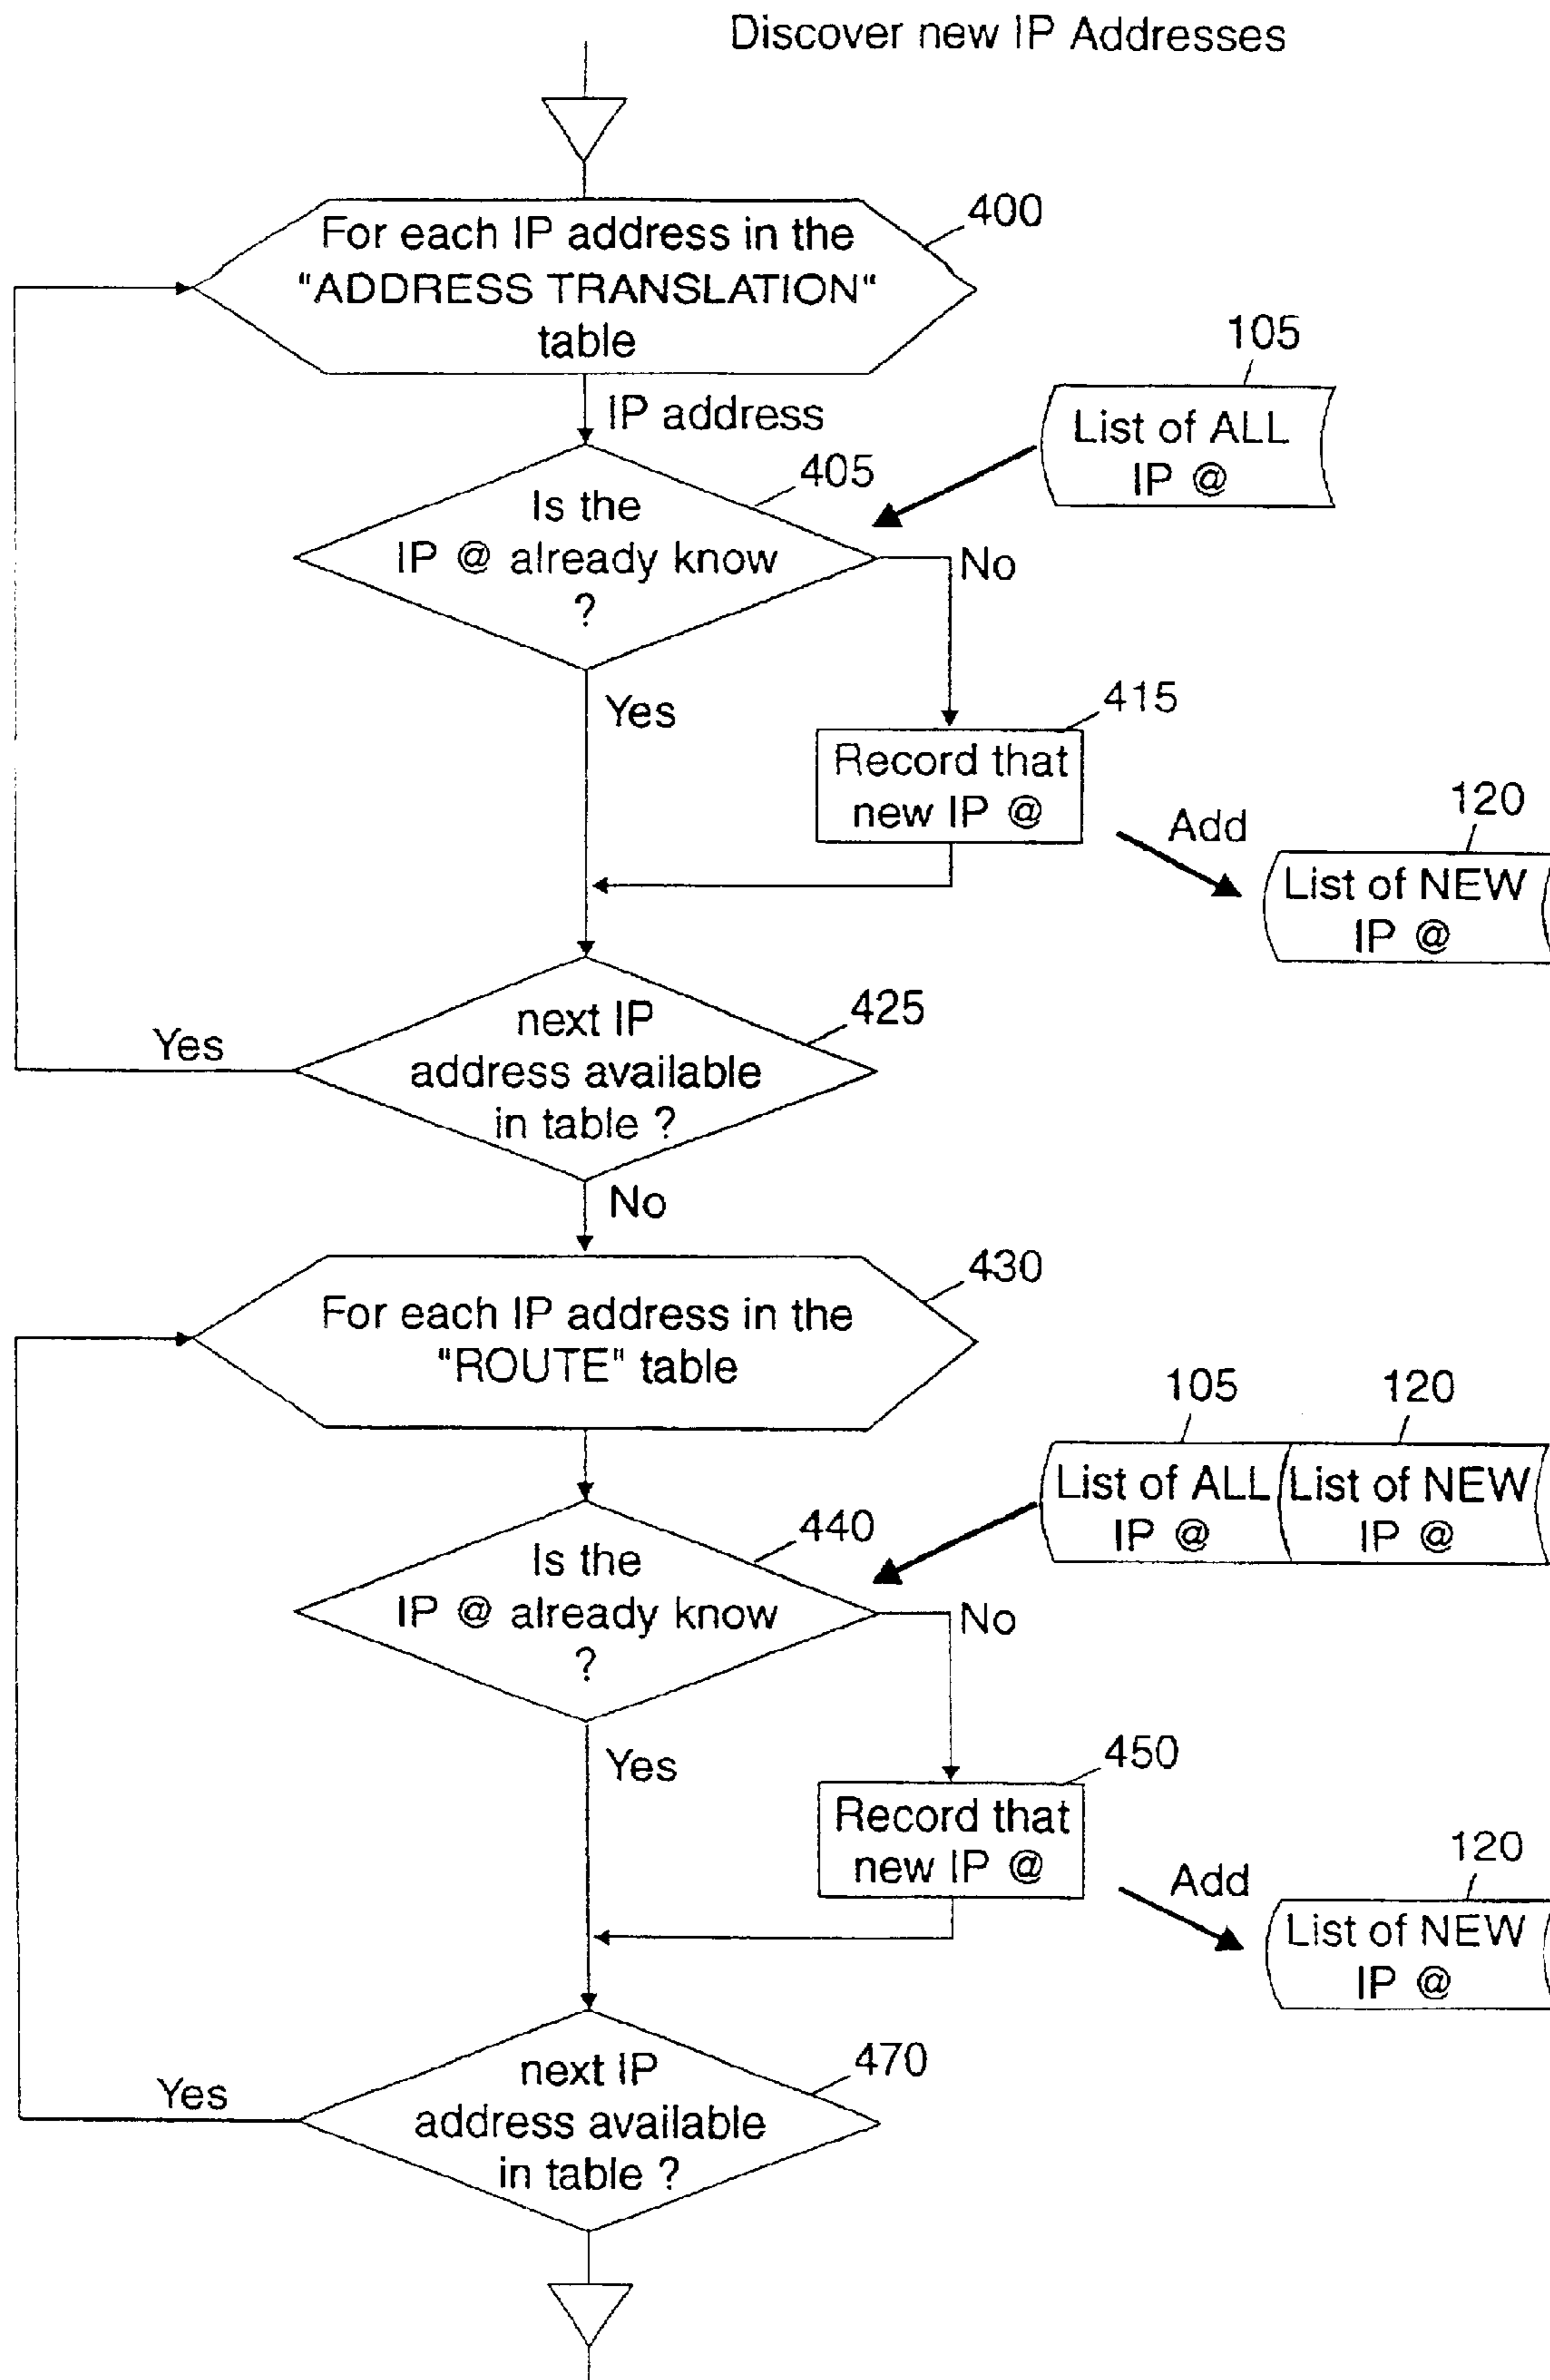 Discover new IP Addresses
400
For each IP address in the
"ADDRESS TRANSLATION"
table
105
List of ALL
IP @
IP address
405
Is the
IP @ already know
?
No
Yes
415
Record that
new IP @
Add
120
List of NEW
IP @
425
next IP
address available
in table ?
Yes
No
430
For each IP address in the
"ROUTE" table
105
120
List of ALL
IP @
List of NEW
IP @
440
Is the
IP @ already know
?
No
Yes
450
Record that
new IP @
Add
120
List of NEW
IP @
470
next IP
address available
in table ?
Yes